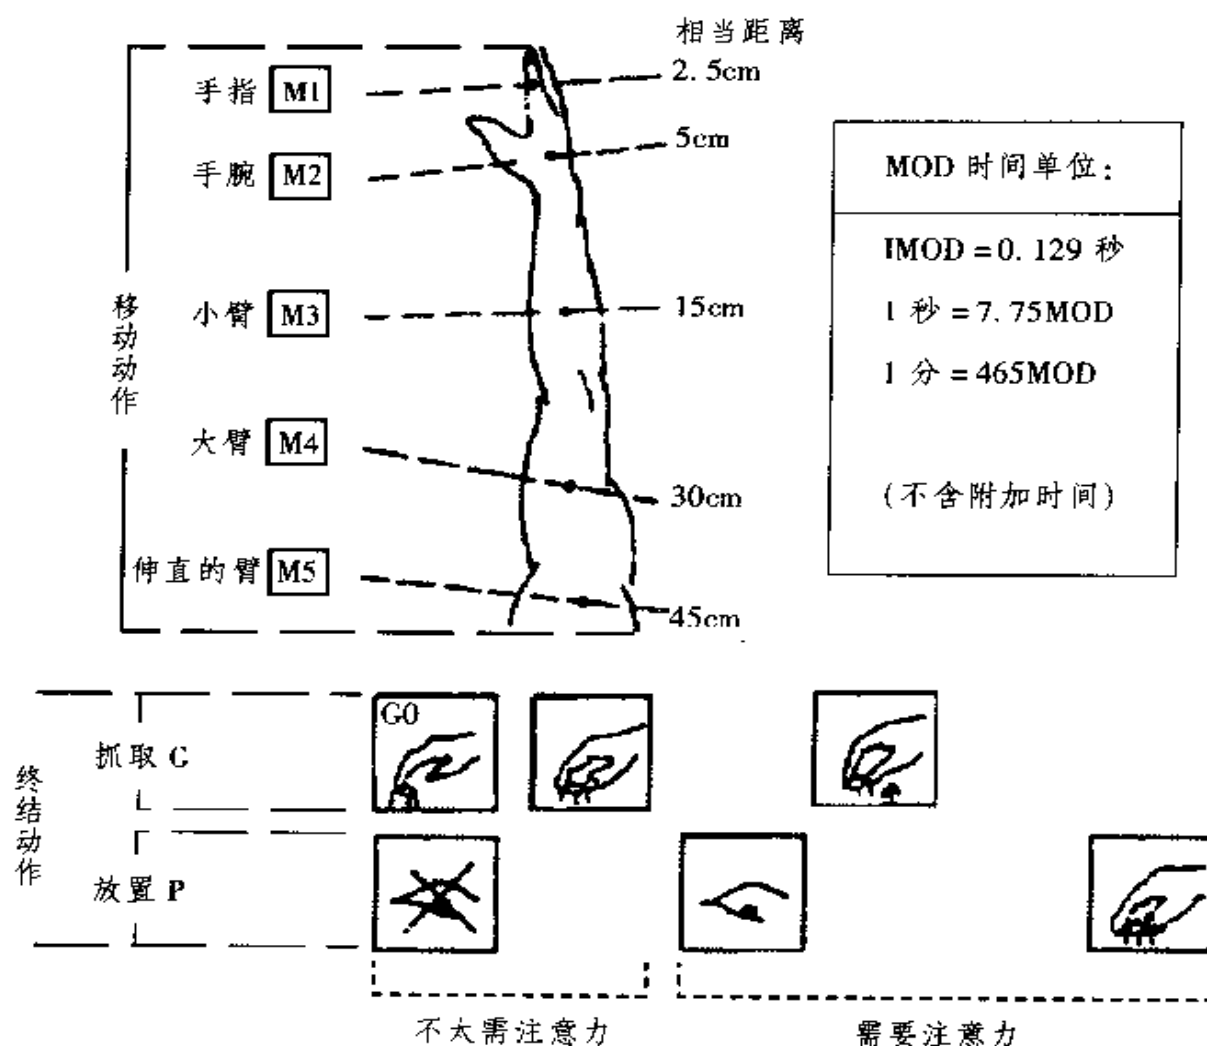 相当距离
手指 M1 2.5cm
手腕 M2 5cm
小臂 M3 15cm
大臂 M4 30cm
伸直的臂 M5 45cm
移动动作
MOD 时间单位:
1MOD = 0.129 秒
1 秒 = 7.75MOD
1 分 = 465MOD
(不含附加时间)
终结动作
抓取 G
G0
放置 P
不太需注意力
需要注意力